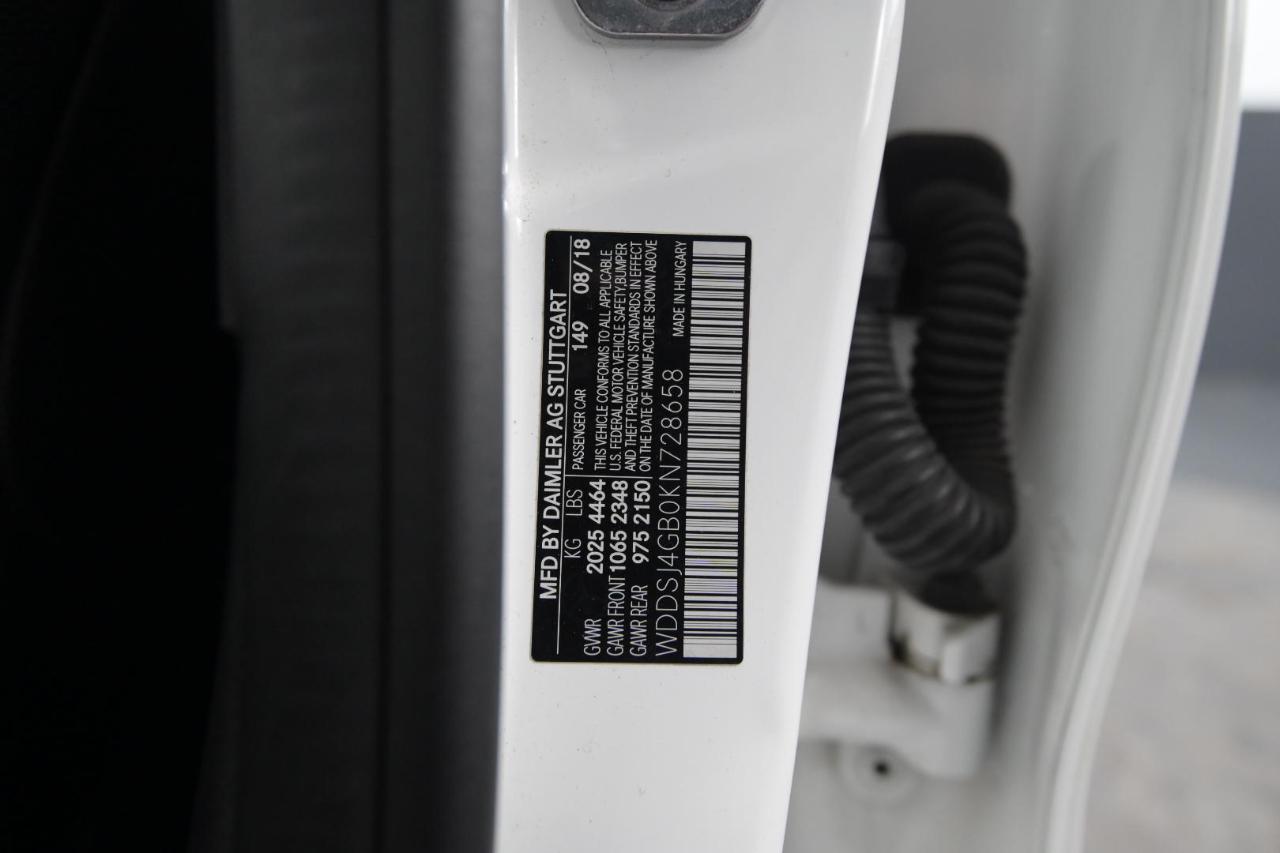 MFD BY DAIMLER AG STUTTGART
KG LBS PASSENGER CAR 149 08/18
GVWR 2025 4464 THIS VEHICLE CONFORMS TO ALL APPLICABLE
GAWR FRONT 1065 2348 U.S. FEDERAL MOTOR VEHICLE SAFETY,BUMPER
GAWR REAR 975 2150 AND THEFT PREVENTION STANDARDS IN EFFECT
ON THE DATE OF MANUFACTURE SHOWN ABOVE
WDDSJ4GB0KN728658 MADE IN HUNGARY